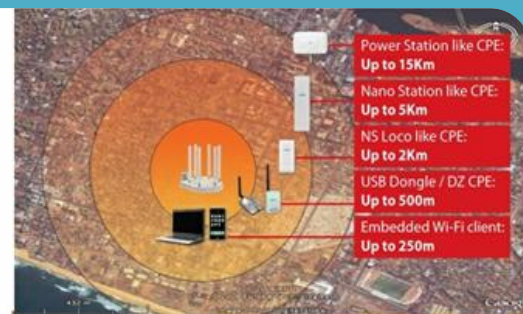 Power Station like CPE:
Up to 15Km
Nano Station like CPE:
Up to 5Km
NS Loco like CPE:
Up to 2Km
USB Dongle / DZ CPE:
Up to 500m
Embedded Wi-Fi client:
Up to 250m